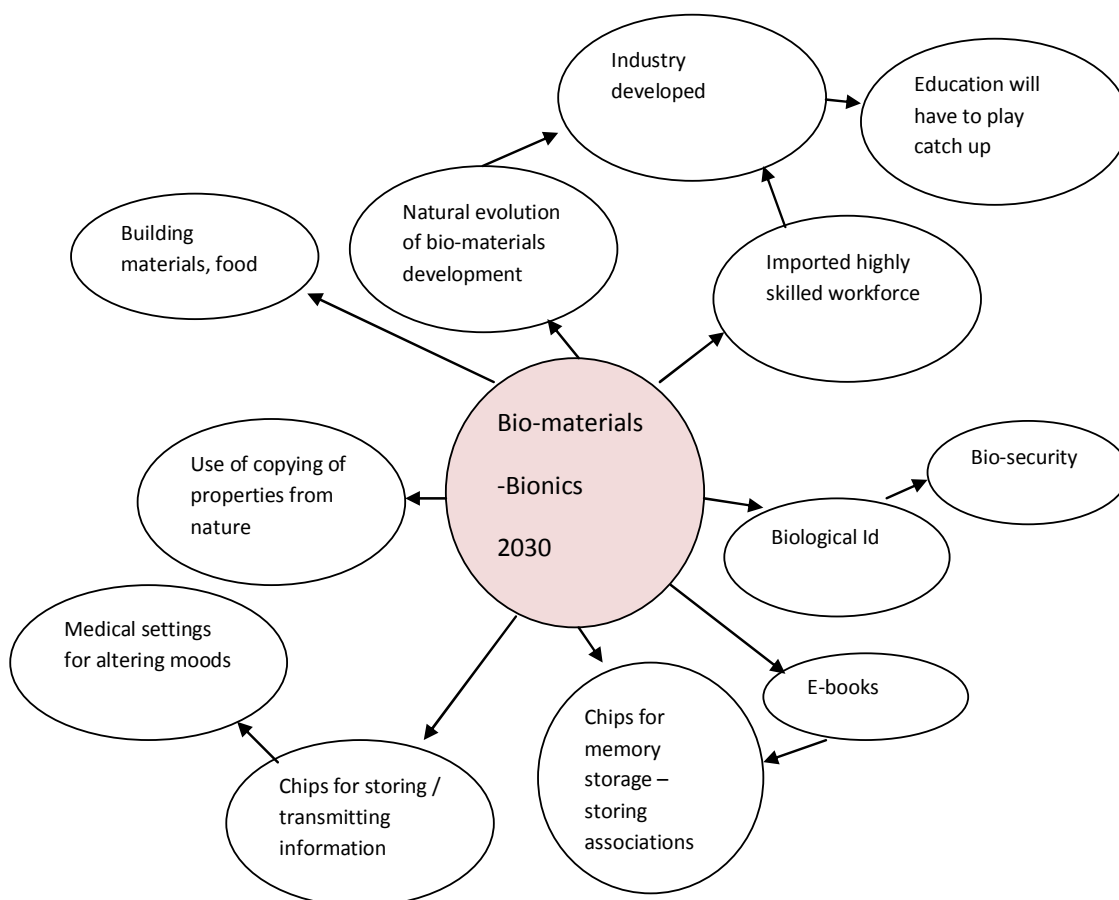 Industry
developed
Education will
have to play
catch up
Natural evolution
of bio-materials
development
Building
materials, food
Imported highly
skilled workforce
Bio-materials
-Bionics
2030
Bio-security
Use of copying of
properties from
nature
Biological Id
Medical settings
for altering moods
E-books
Chips for
memory
storage –
storing
associations
Chips for storing /
transmitting
information